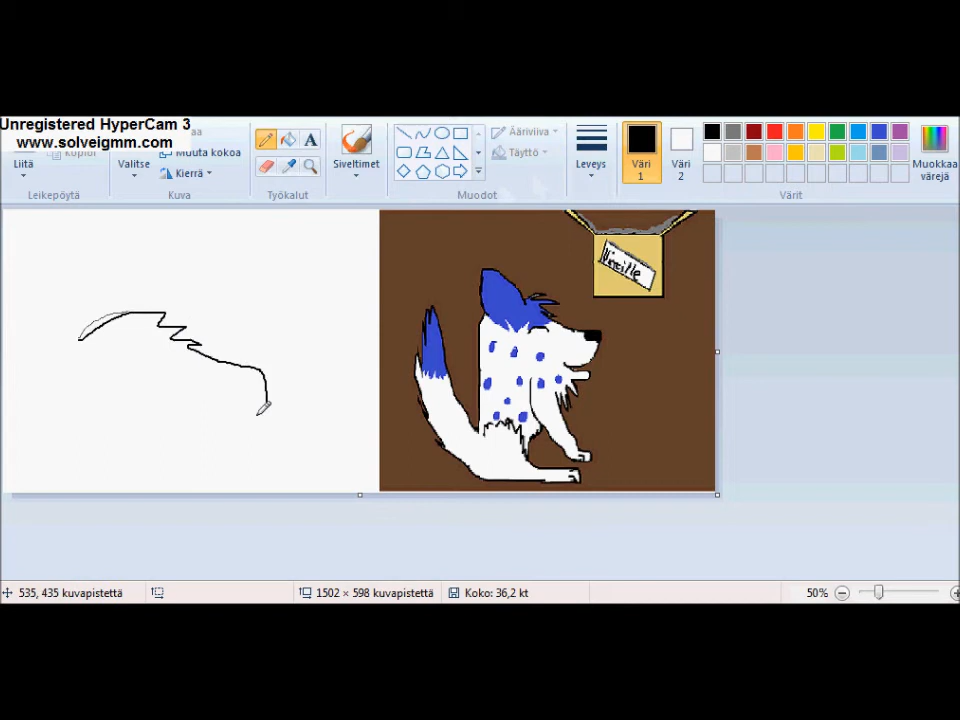 Unregistered HyperCam 3
www.solveigmm.com
Liitä
Kopioi
Leikepöytä
Valitse
Muuta kokoa
Kierrä
Kuva
A
Työkalut
Siveltimet
Ääriviiva
Täyttö
Muodot
Leveys
Väri 1
Väri 2
Värit
Muokkaa värejä
535, 435 kuvapistettä
1502 × 598 kuvapistettä
Koko: 36,2 kt
50%